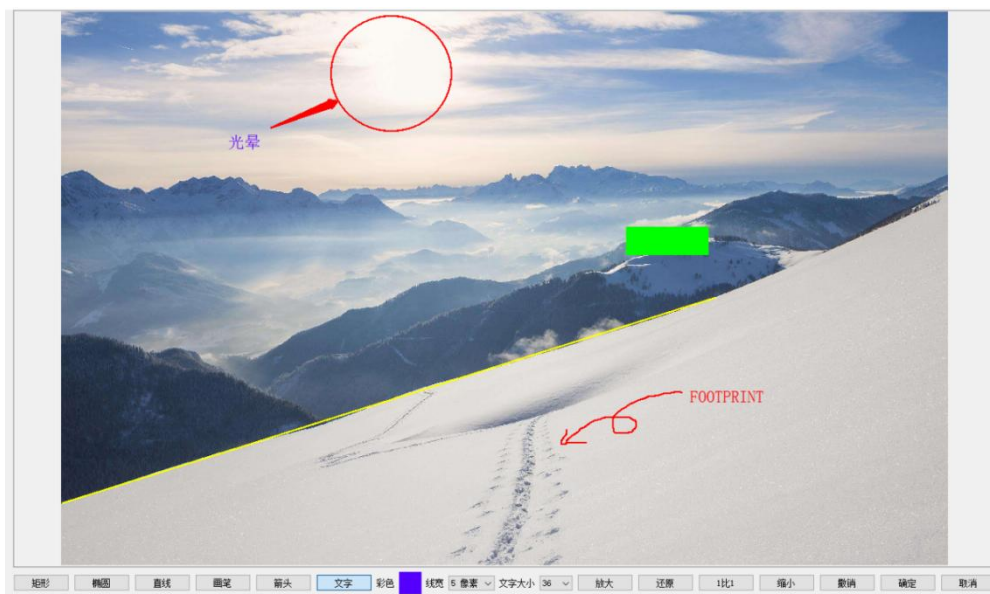 光晕
FOOTPRINT
矩形 椭圆 直线 画笔 箭头 文字 彩色 线宽 5 像素 文字大小 36 放大 还原 1比1 缩小 撤销 确定 取消